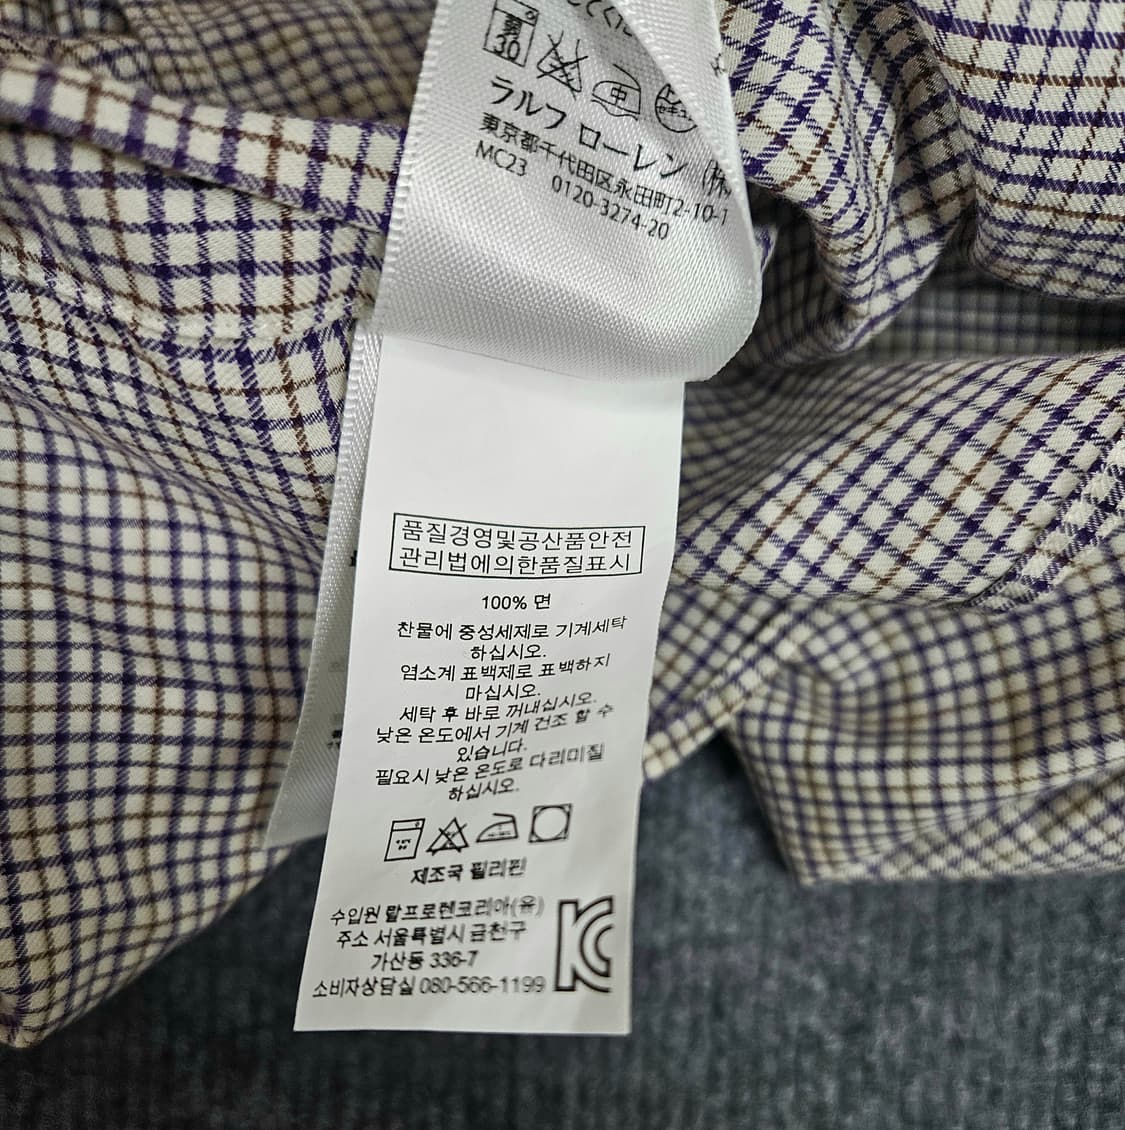 弱
30
中
ラルフ ローレン (株
東京都千代田区永田町2-10-1
MC23 0120-3274-20
품질경영및공산품안전
관리법에의한품질표시
100% 면
찬물에 중성세제로 기계세탁
하십시오.
염소계 표백제로 표백하지
마십시오.
세탁 후 바로 꺼내십시오.
낮은 온도에서 기계 건조 할 수
있습니다.
필요시 낮은 온도로 다리미질
하십시오.
제조국 필리핀
수입원 랄프로렌코리아(유)
주소 서울특별시 금천구
가산동 336-7
소비자상담실 080-566-1199